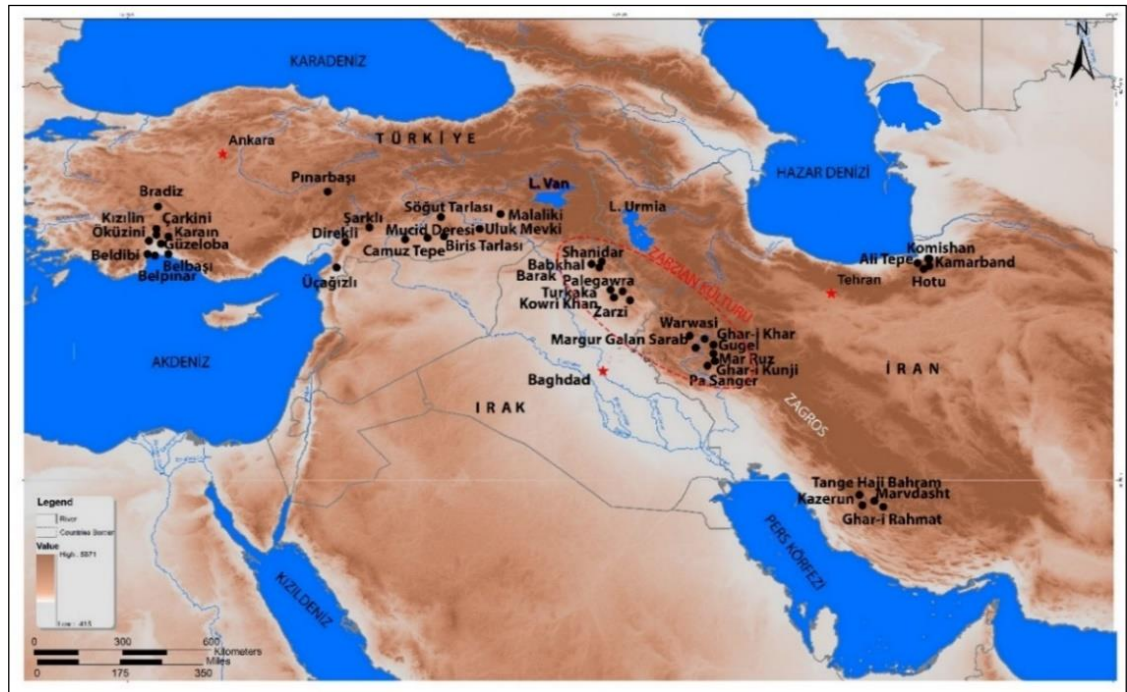 N
KARADENİZ
Ankara
TÜRKİYE
HAZAR DENİZİ
Pınarbaşı
L. Van
Bradiz
Söğut Tarlası
Malaliki
L. Urmia
Kızılin
Çarkini
Şarklı
Mucid Deresi
Uluk Mevki
Öküzini
Karaın
Direkli
Biris Tarlası
Güzeloba
Camuz Tepe
Beldibi
Belbaşı
Belpınar
Üçağızlı
Shanidar
Babkhal
Barak
ZARZIAN KÜLTÜRÜ
Komishan
Ali Tepe
Kamarband
Hotu
Tehran
Palegawra
Turkaka
Kowri Khan
Zarzi
Warwasi
Ghar-i Khar
Margur Galan Sarab
Gugel
Mar Ruz
Ghar-i Kunji
Pa Sanger
AKDENİZ
Baghdad
İRAN
IRAK
ZAGROS
Tange Haji Bahram
Kazerun
Marvdasht
Ghar-i Rahmat
PERS KÖRFEZI
KIZILDENİZ
Legend
River
Countries Border
Value
0 300 600
Kilometers
Miles
0 175 350